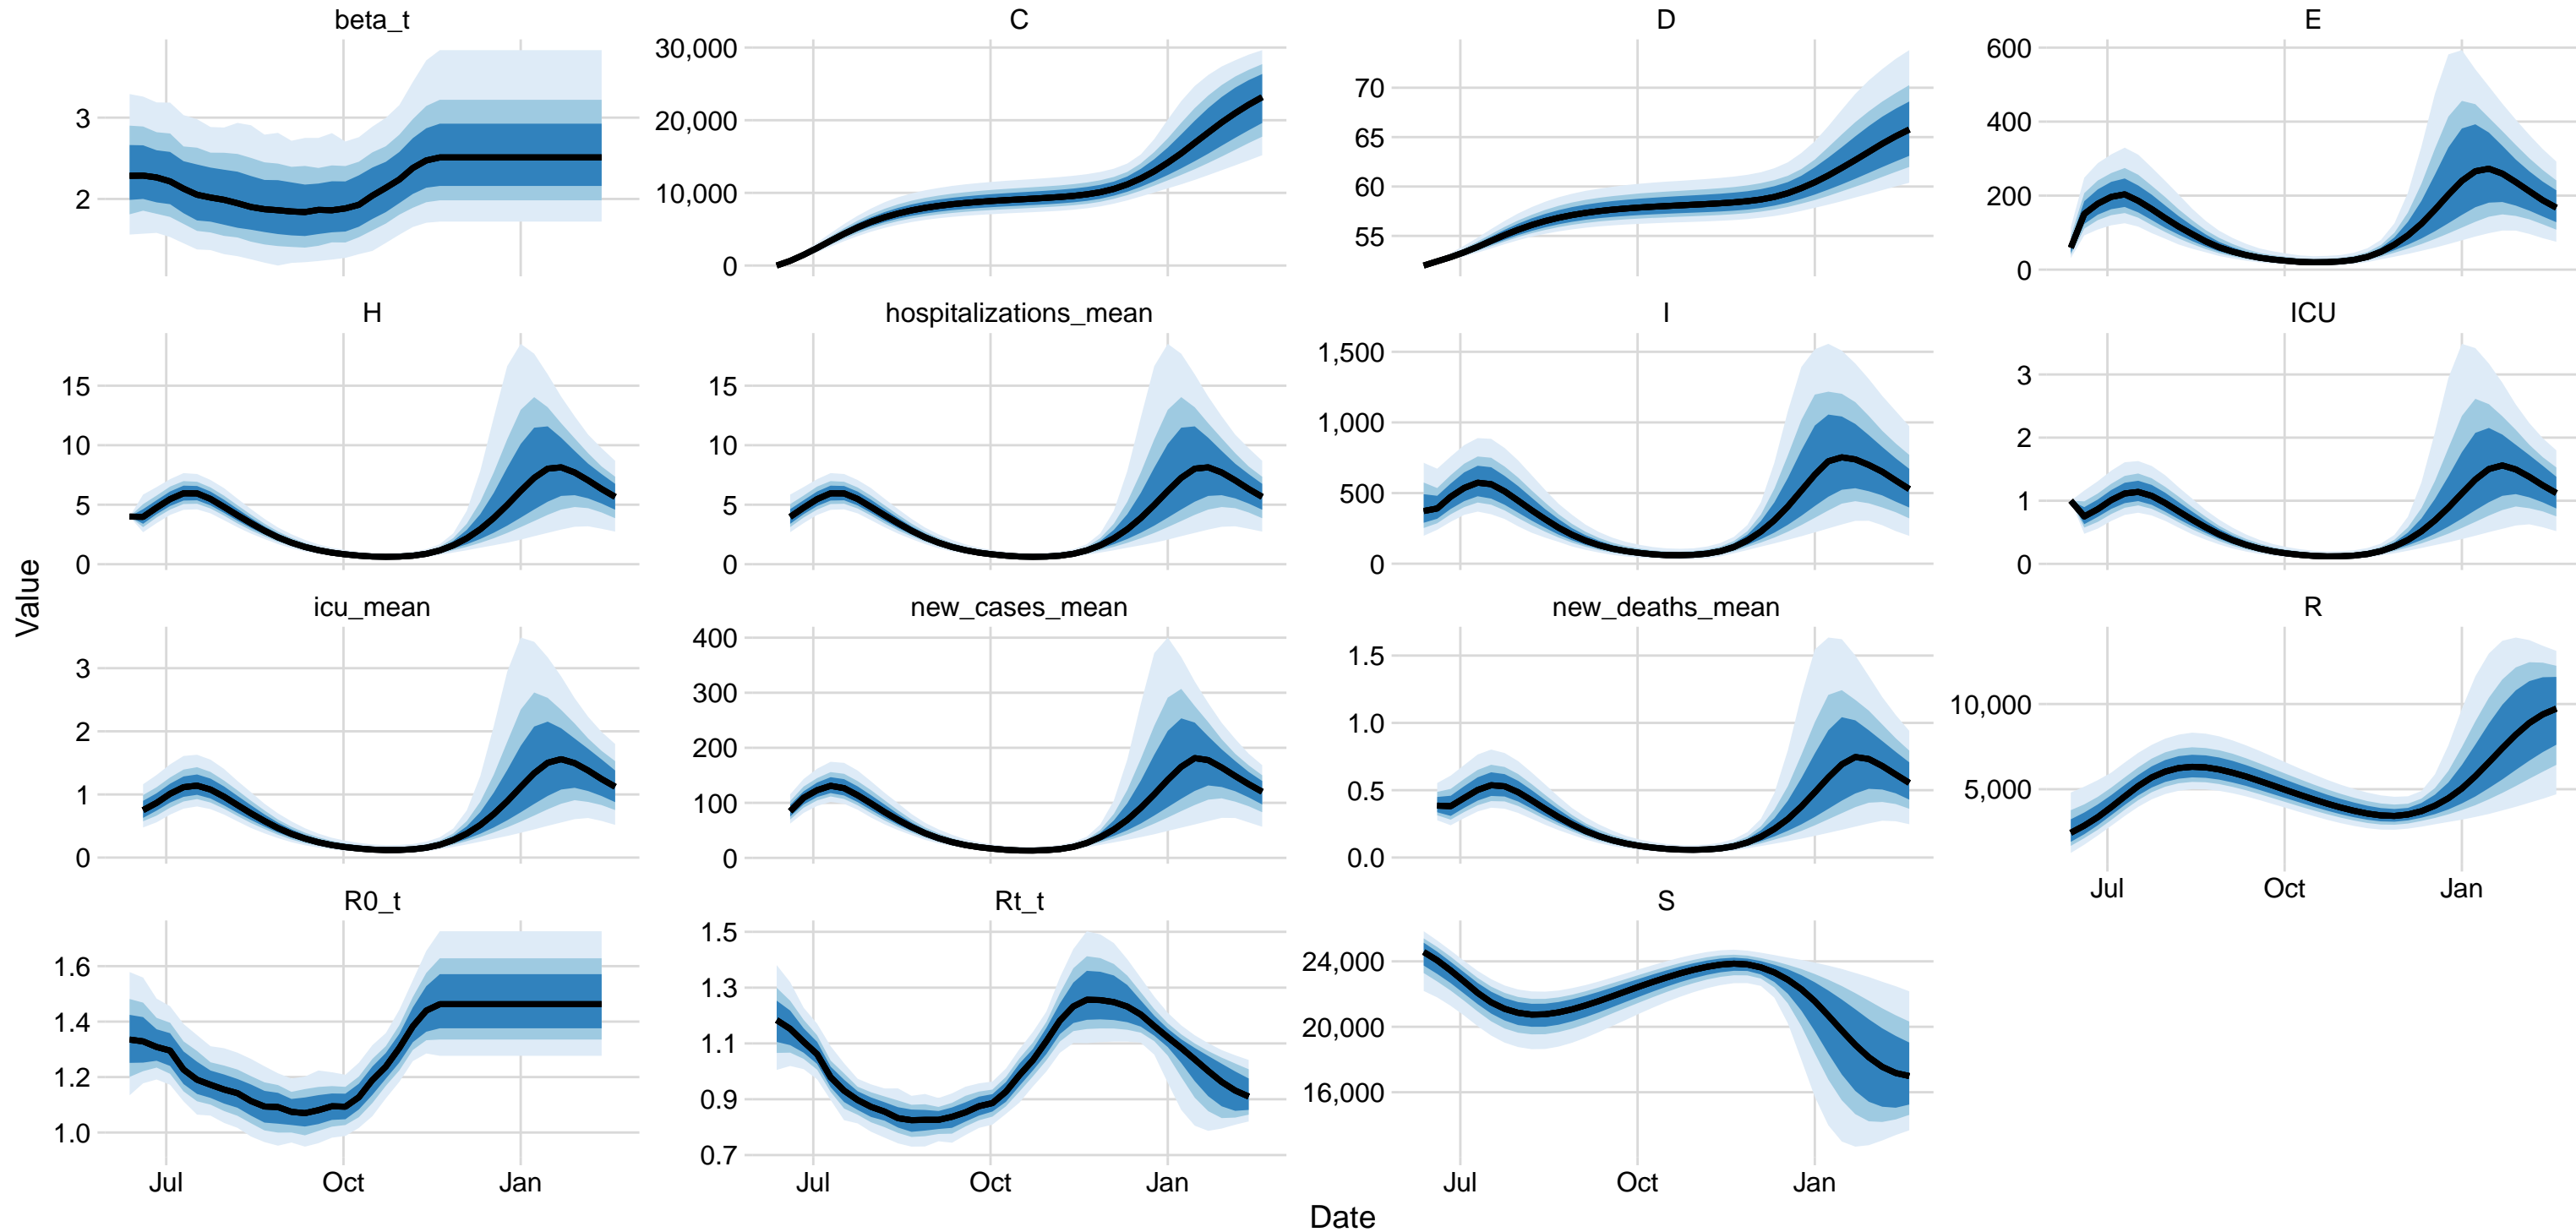 beta_t
C
D
E
3
2
30,000
20,000
10,000
0
70
65
60
55
600
400
200
0
H
hospitalizations_mean
I
ICU
15
10
5
0
15
10
5
0
1,500
1,000
500
0
3
2
1
0
Value
icu_mean
new_cases_mean
new_deaths_mean
R
3
2
1
0
400
300
200
100
0
1.5
1.0
0.5
0.0
10,000
5,000
Jul Oct Jan
R0_t
Rt_t
S
1.6
1.4
1.2
1.0
1.5
1.3
1.1
0.9
0.7
24,000
20,000
16,000
Jul Oct Jan
Jul Oct Jan
Jul Oct Jan
Date